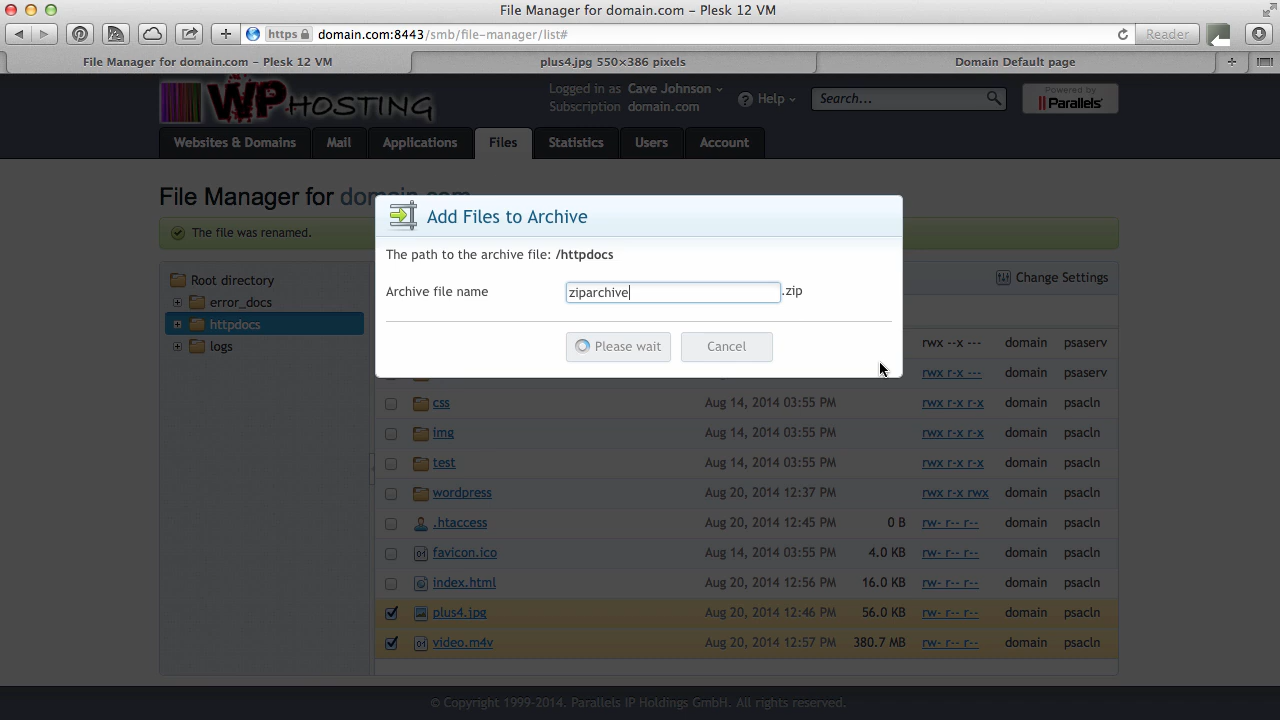 File Manager for domain.com – Plesk 12 VM
https domain.com:8443/smb/file-manager/list# Reader
File Manager for domain.com – Plesk 12 VM plus4.jpg 550×386 pixels Domain Default page
WPHOSTING
Logged in as Cave Johnson
Subscription domain.com
Help
Search...
Powered by
Parallels
Websites & Domains Mail Applications Files Statistics Users Account
File Manager for domain.com
The file was renamed.
Root directory
error_docs
httpdocs
logs
Change Settings
Add Files to Archive
The path to the archive file: /httpdocs
Archive file name ziparchive .zip
Please wait Cancel
rwx --x --- domain psaserv
rwx r-x --- domain psaserv
css Aug 14, 2014 03:55 PM rwx r-x r-x domain psacln
img Aug 14, 2014 03:55 PM rwx r-x r-x domain psacln
test Aug 14, 2014 03:55 PM rwx r-x r-x domain psacln
wordpress Aug 20, 2014 12:37 PM rwx r-x rwx domain psacln
.htaccess Aug 20, 2014 12:45 PM 0 B rw- r-- r-- domain psacln
favicon.ico Aug 14, 2014 03:55 PM 4.0 KB rw- r-- r-- domain psacln
index.html Aug 20, 2014 12:56 PM 16.0 KB rw- r-- r-- domain psacln
plus4.jpg Aug 20, 2014 12:46 PM 56.0 KB rw- r-- r-- domain psacln
video.m4v Aug 20, 2014 12:57 PM 380.7 MB rw- r-- r-- domain psacln
© Copyright 1999-2014. Parallels IP Holdings GmbH. All rights reserved.